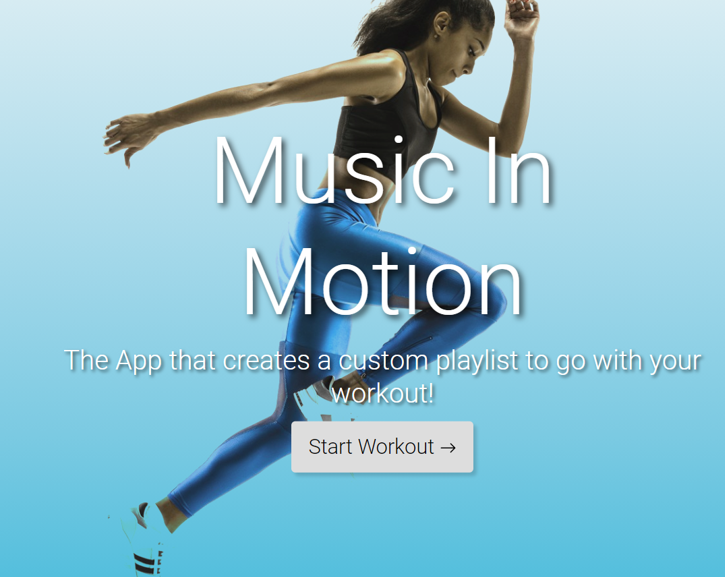 Music In
Motion
The App that creates a custom playlist to go with your
workout!
Start Workout →